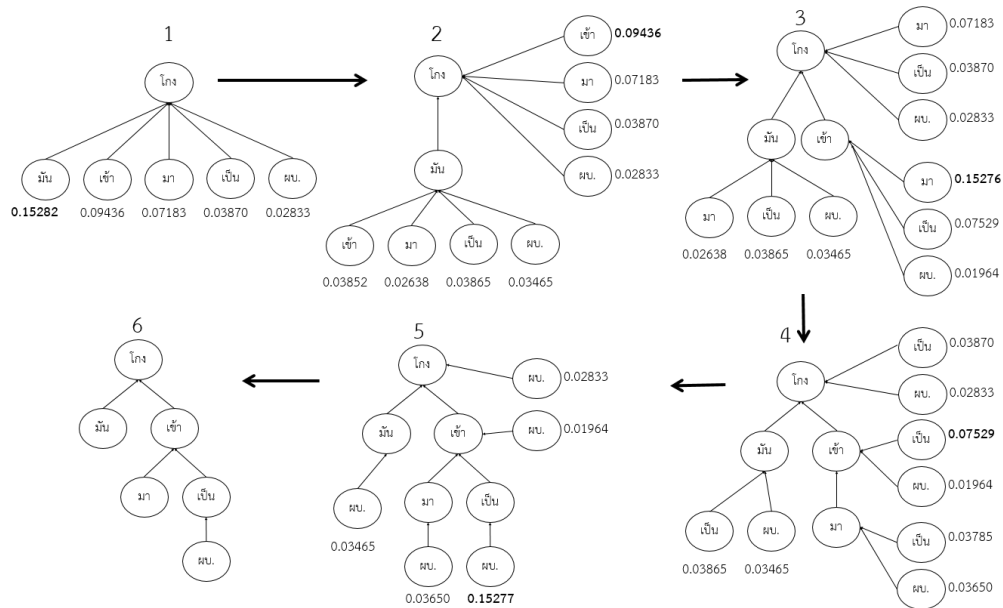 1
โกง
มัน
เข้า
มา
เป็น
ผบ.
0.15282
0.09436
0.07183
0.03870
0.02833
2
โกง
เข้า 0.09436
มา 0.07183
เป็น 0.03870
ผบ. 0.02833
มัน
เข้า
มา
เป็น
ผบ.
0.03852
0.02638
0.03865
0.03465
3
โกง
มา 0.07183
เป็น 0.03870
ผบ. 0.02833
มัน
เข้า
มา 0.15276
เป็น 0.07529
ผบ. 0.01964
มา
เป็น
ผบ.
0.02638
0.03865
0.03465
4
โกง
เป็น 0.03870
ผบ. 0.02833
มัน
เข้า
เป็น 0.07529
ผบ. 0.01964
เป็น
ผบ.
มา
เป็น 0.03785
ผบ. 0.03650
0.03865
0.03465
5
โกง
ผบ. 0.02833
มัน
เข้า
ผบ. 0.01964
ผบ.
0.03465
มา
เป็น
ผบ.
ผบ.
0.03650
0.15277
6
โกง
มัน
เข้า
มา
เป็น
ผบ.